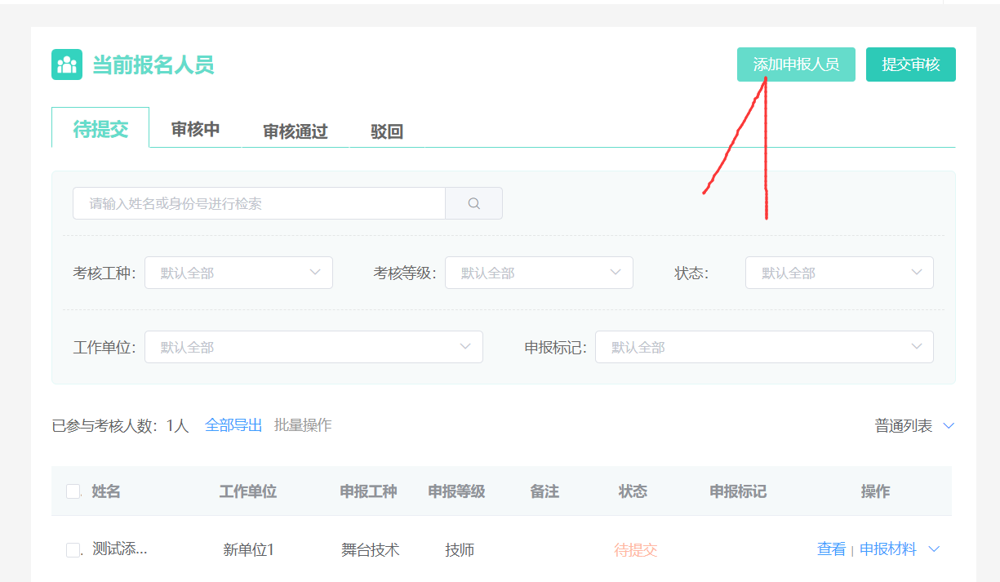 当前报名人员
添加申报人员 提交审核
待提交 审核中 审核通过 驳回
请输入姓名或身份号进行检索
考核工种: 默认全部 考核等级: 默认全部 状态: 默认全部
工作单位: 默认全部 申报标记: 默认全部
已参与考核人数: 1人 全部导出 批量操作 普通列表
姓名 工作单位 申报工种 申报等级 备注 状态 申报标记 操作
测试添... 新单位1 舞台技术 技师 待提交 查看 | 申报材料